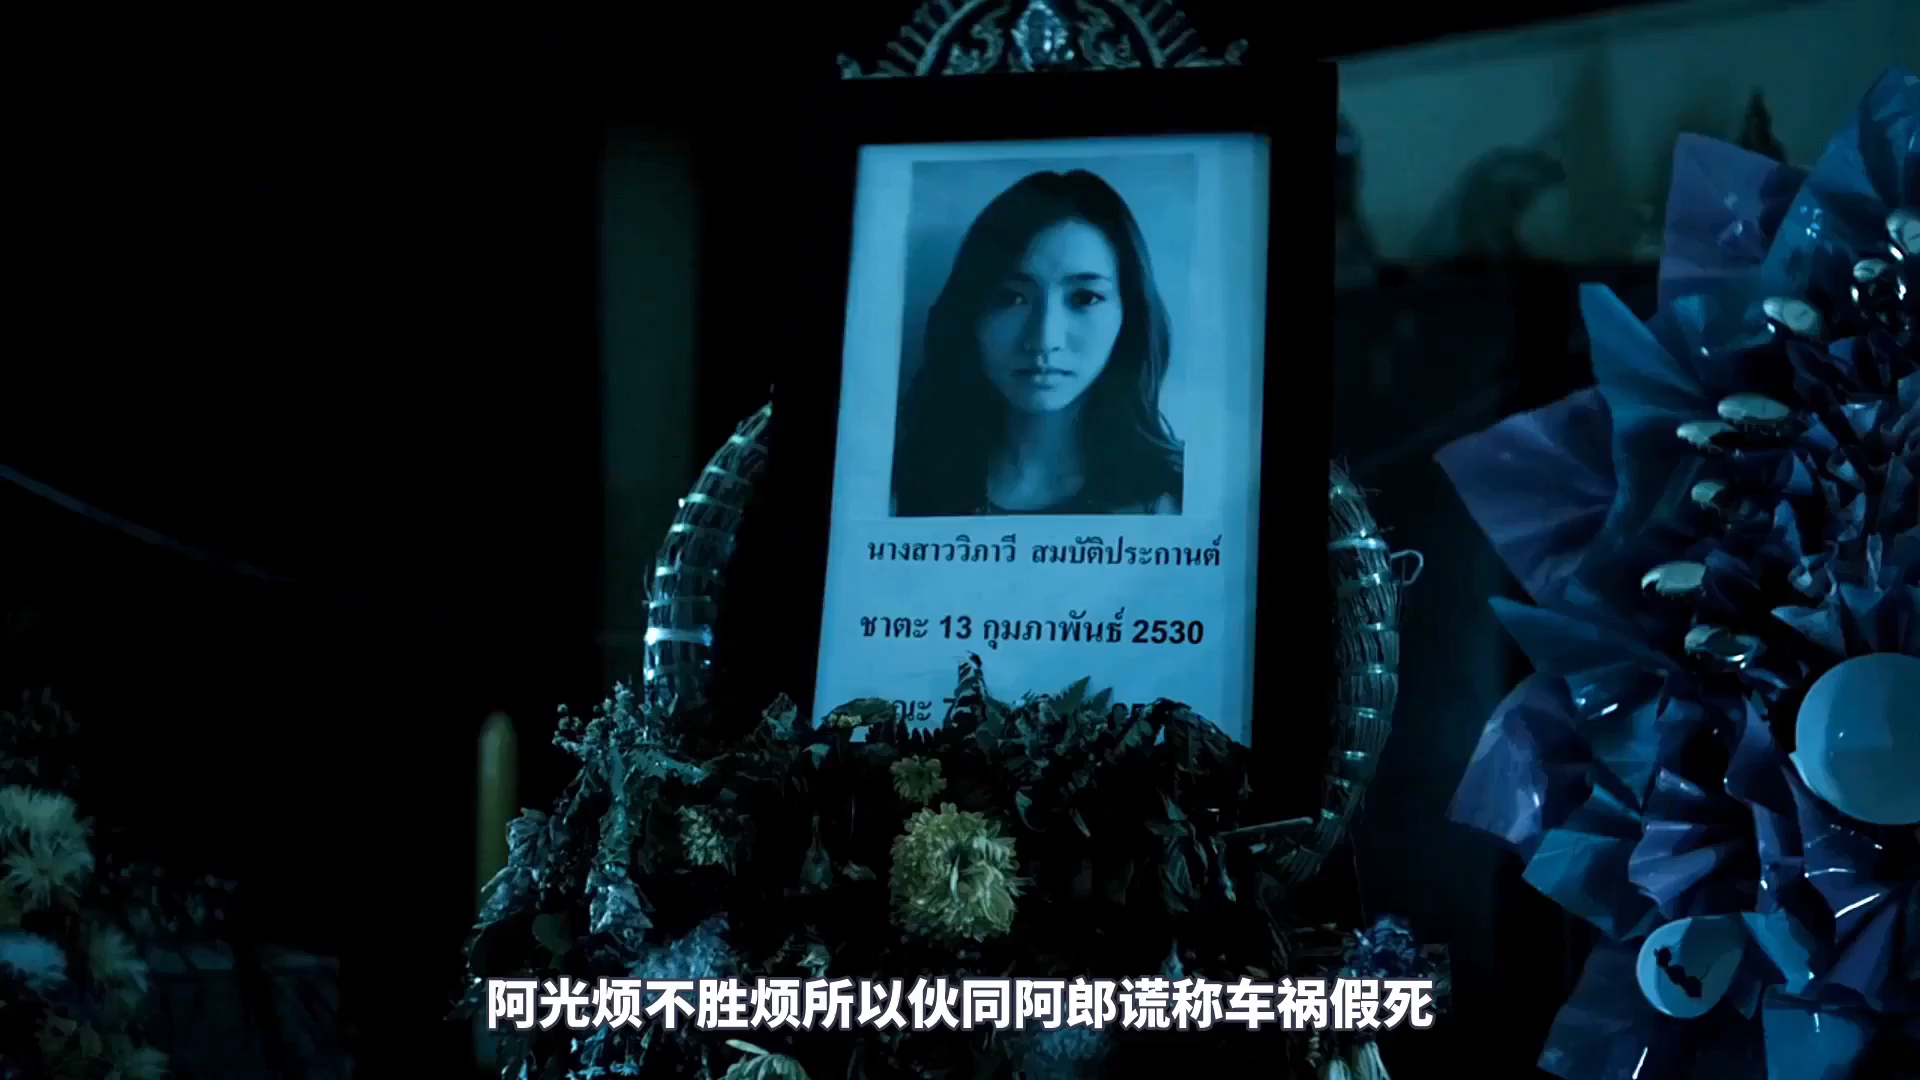 นางสาววิภาวี สมบัติประกานต์
ชาตะ 13 กุมภาพันธ์ 2530
阿光烦不胜烦所以伙同阿郎谎称车祸假死